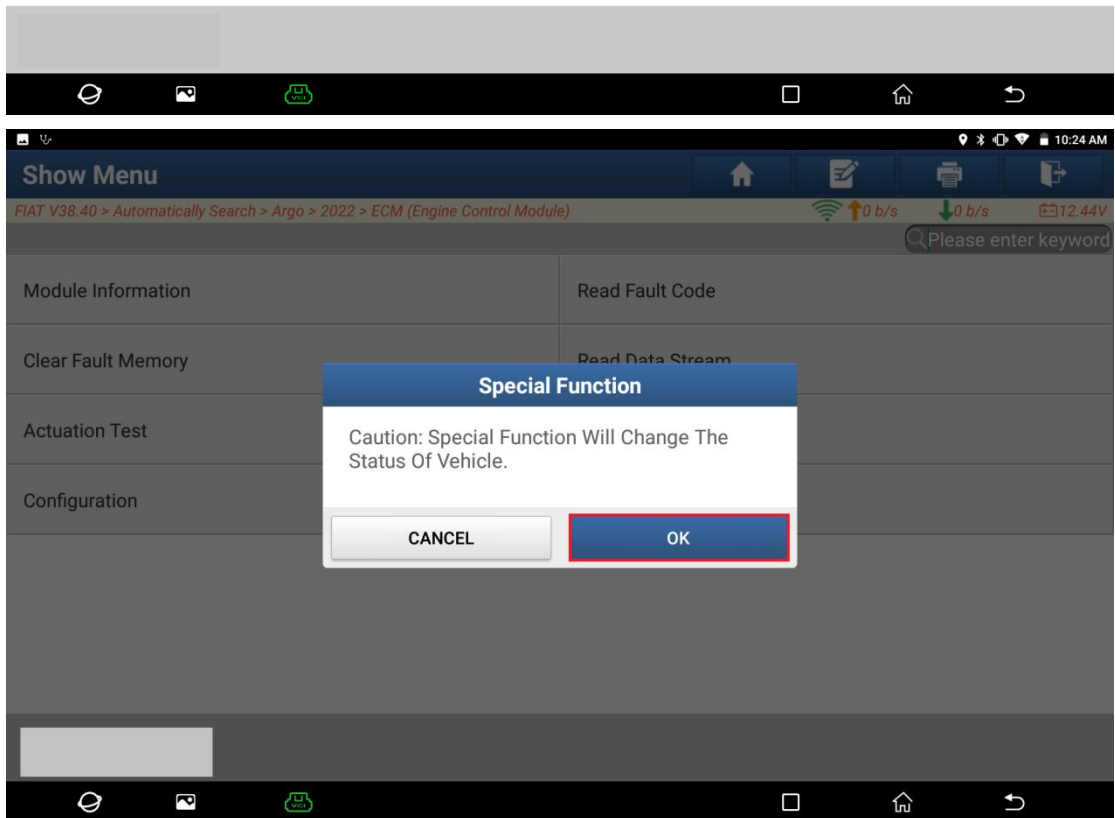 VCI
10:24 AM
Show Menu
FIAT V38.40 > Automatically Search > Argo > 2022 > ECM (Engine Control Module)
0 b/s
0 b/s
12.44V
Please enter keyword
Module Information
Read Fault Code
Clear Fault Memory
Read Data Stream
Special Function
Actuation Test
Caution: Special Function Will Change The
Status Of Vehicle.
Configuration
CANCEL
OK
VCI